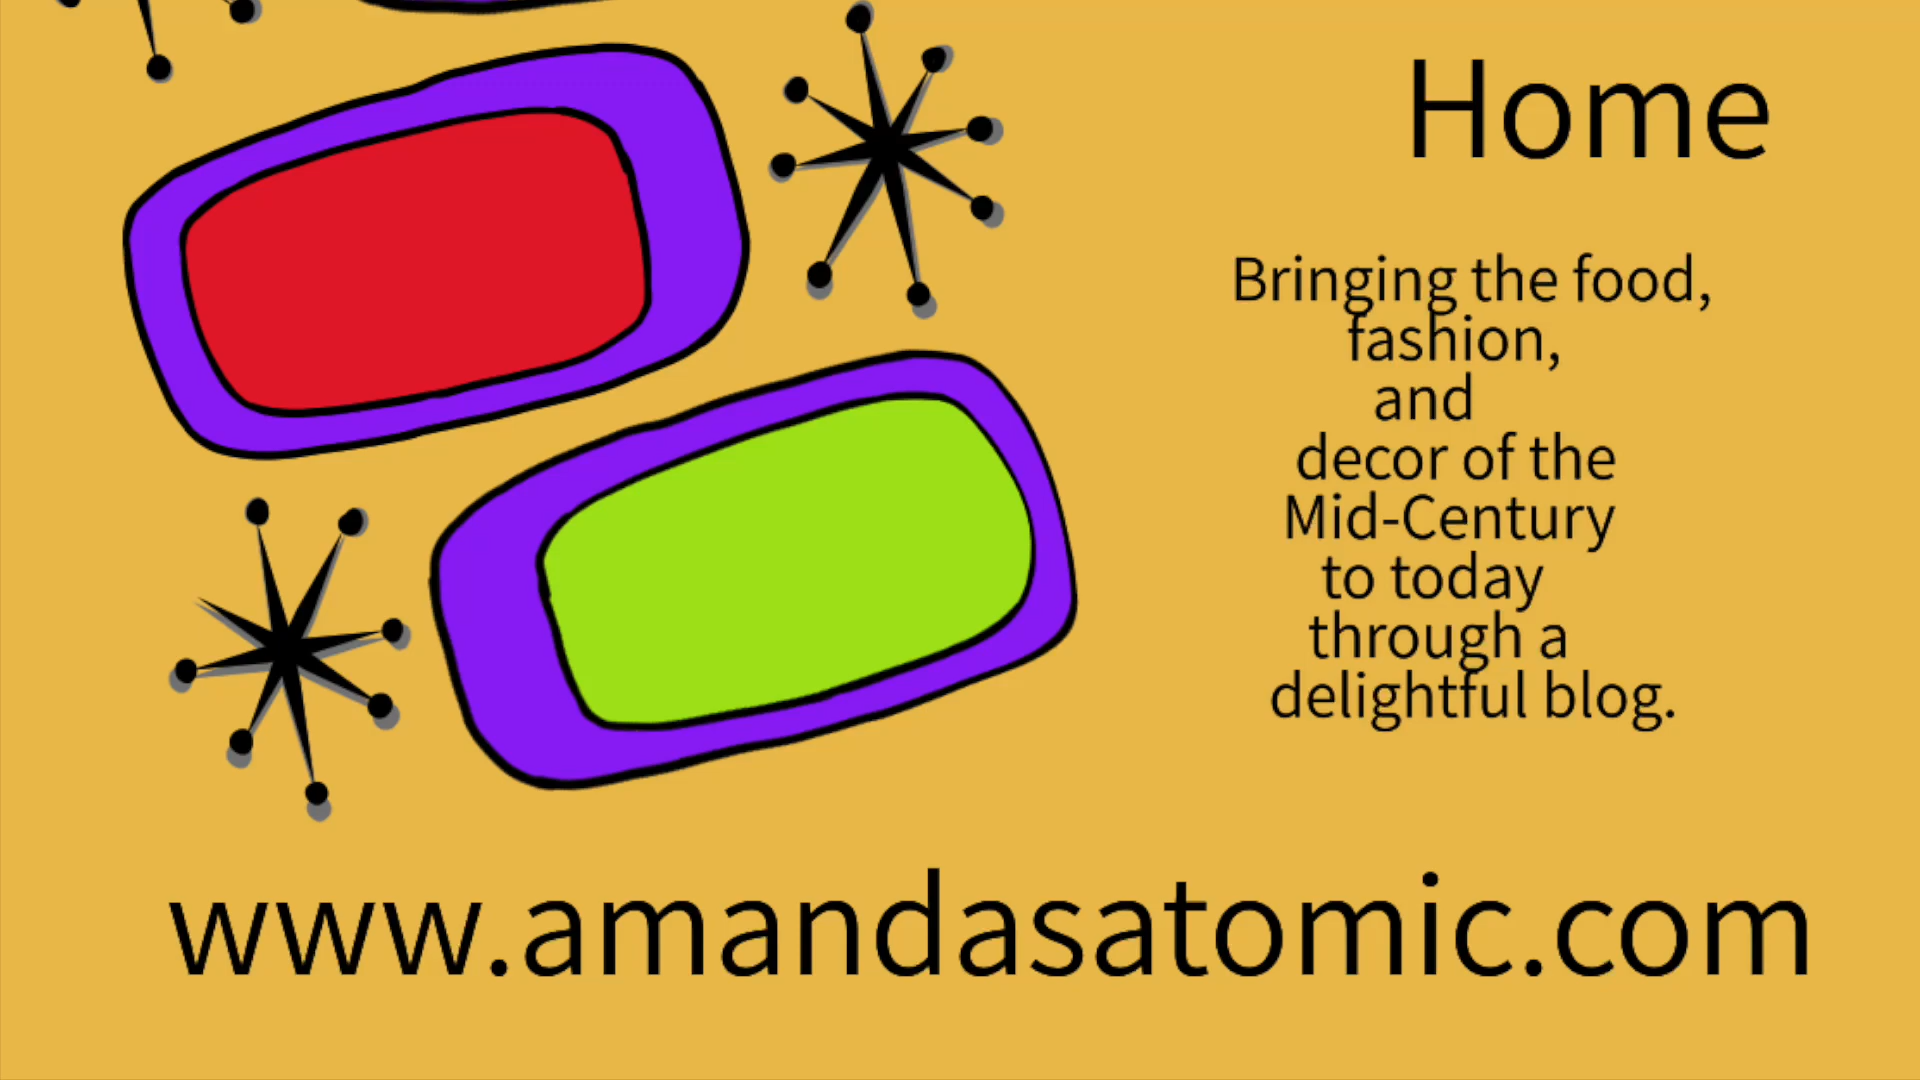 Home
Bringing the food,
fashion,
and
decor of the
Mid-Century
to today
through a
delightful blog.
www.amandasatomic.com